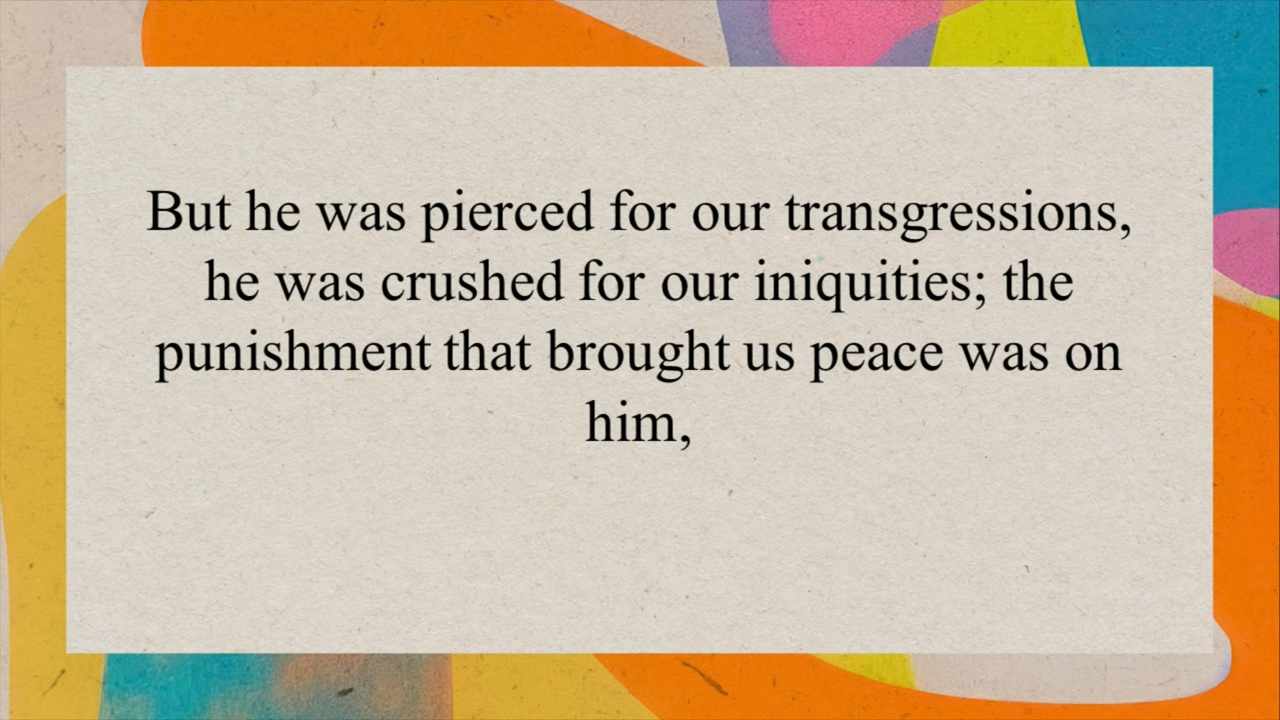 But he was pierced for our transgressions,
he was crushed for our iniquities; the
punishment that brought us peace was on
him,